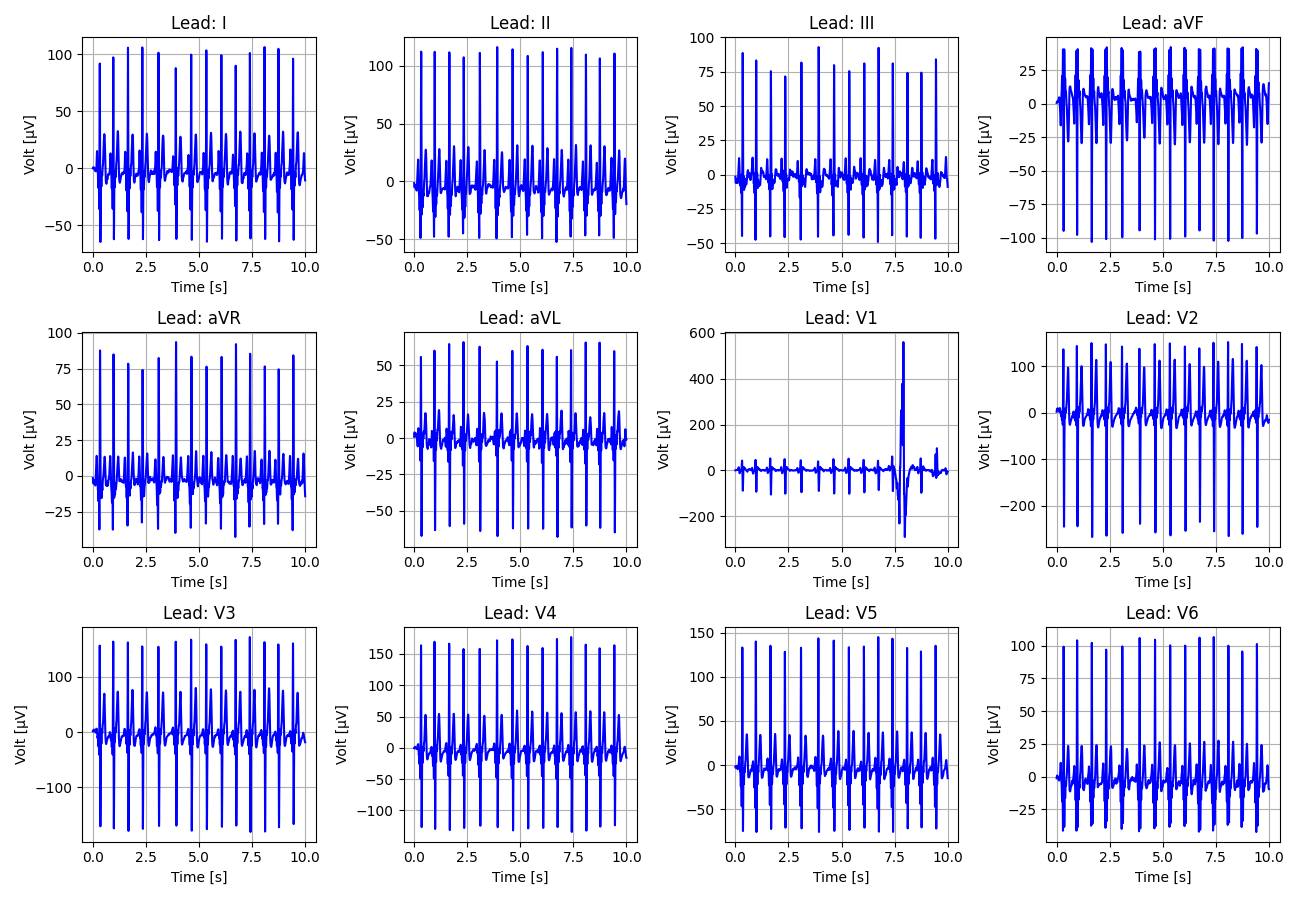 Lead: I
Lead: II
Lead: III
Lead: aVF
Volt [µV]
100
50
0
−50
0.0 2.5 5.0 7.5 10.0
Time [s]
Volt [µV]
100
50
0
−50
0.0 2.5 5.0 7.5 10.0
Time [s]
Volt [µV]
100
75
50
25
0
−25
−50
0.0 2.5 5.0 7.5 10.0
Time [s]
Volt [µV]
25
0
−25
−50
−75
−100
0.0 2.5 5.0 7.5 10.0
Time [s]
Lead: aVR
Lead: aVL
Lead: V1
Lead: V2
Volt [µV]
100
75
50
25
0
−25
0.0 2.5 5.0 7.5 10.0
Time [s]
Volt [µV]
50
25
0
−25
−50
0.0 2.5 5.0 7.5 10.0
Time [s]
Volt [µV]
600
400
200
0
−200
0.0 2.5 5.0 7.5 10.0
Time [s]
Volt [µV]
100
0
−100
−200
0.0 2.5 5.0 7.5 10.0
Time [s]
Lead: V3
Lead: V4
Lead: V5
Lead: V6
Volt [µV]
100
0
−100
0.0 2.5 5.0 7.5 10.0
Time [s]
Volt [µV]
150
100
50
0
−50
−100
0.0 2.5 5.0 7.5 10.0
Time [s]
Volt [µV]
150
100
50
0
−50
0.0 2.5 5.0 7.5 10.0
Time [s]
Volt [µV]
100
75
50
25
0
−25
0.0 2.5 5.0 7.5 10.0
Time [s]